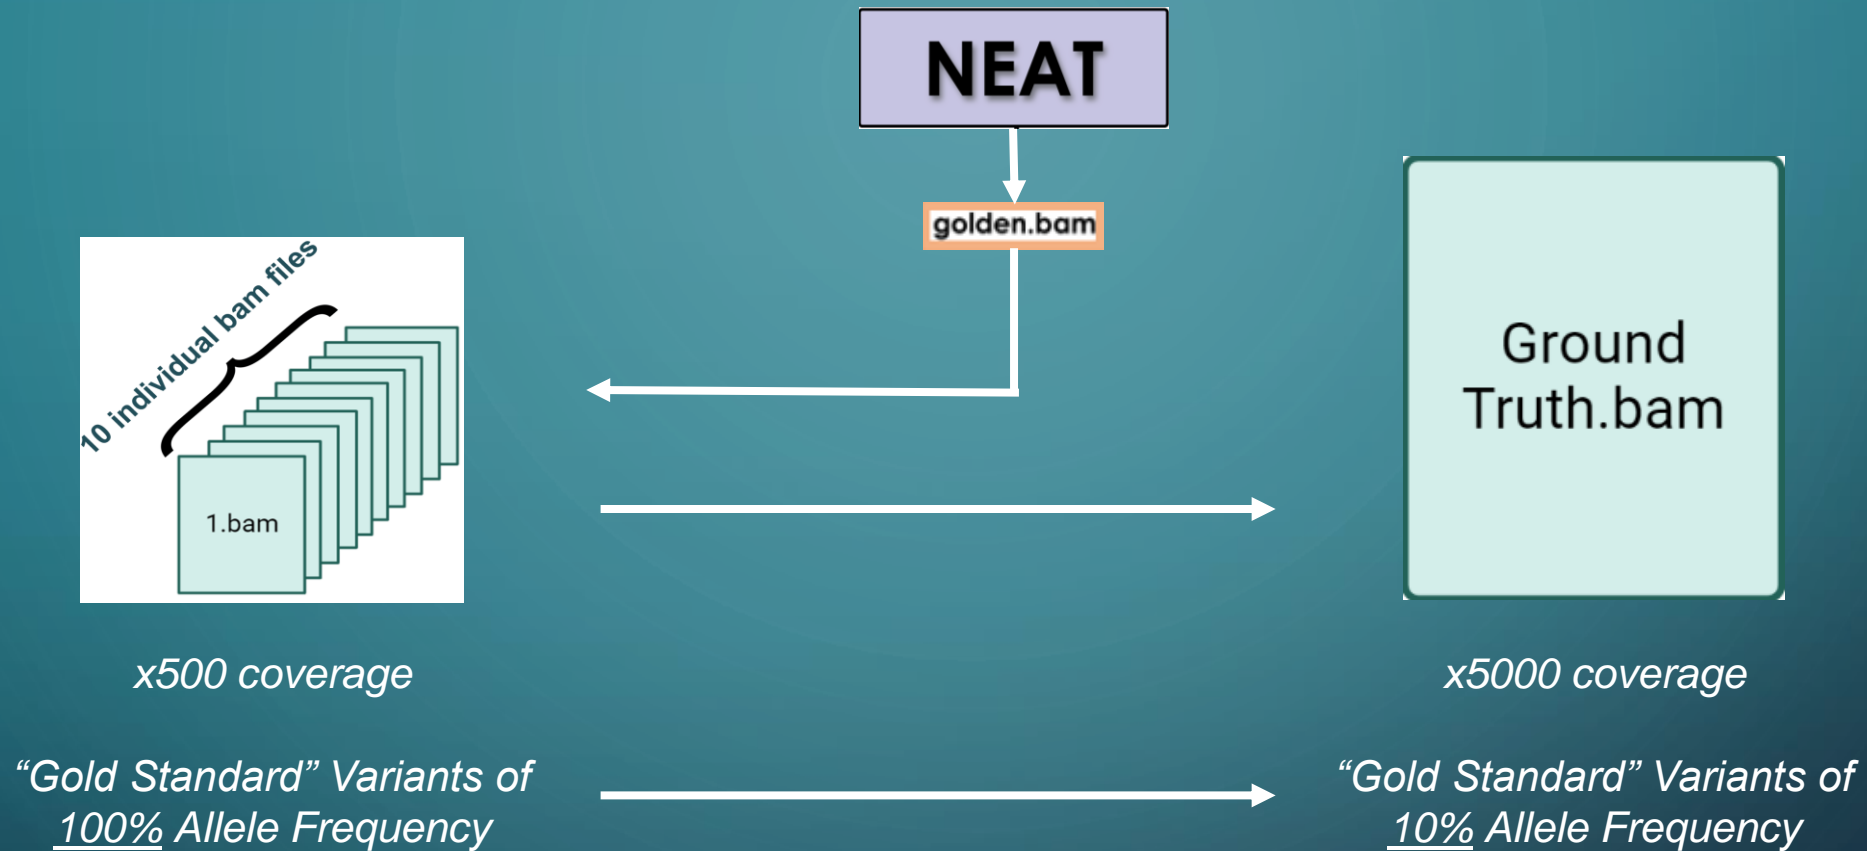 NEAT
golden.bam
10 individual bam files
1.bam
Ground
Truth.bam
x500 coverage
x5000 coverage
“Gold Standard” Variants of
100% Allele Frequency
“Gold Standard” Variants of
10% Allele Frequency